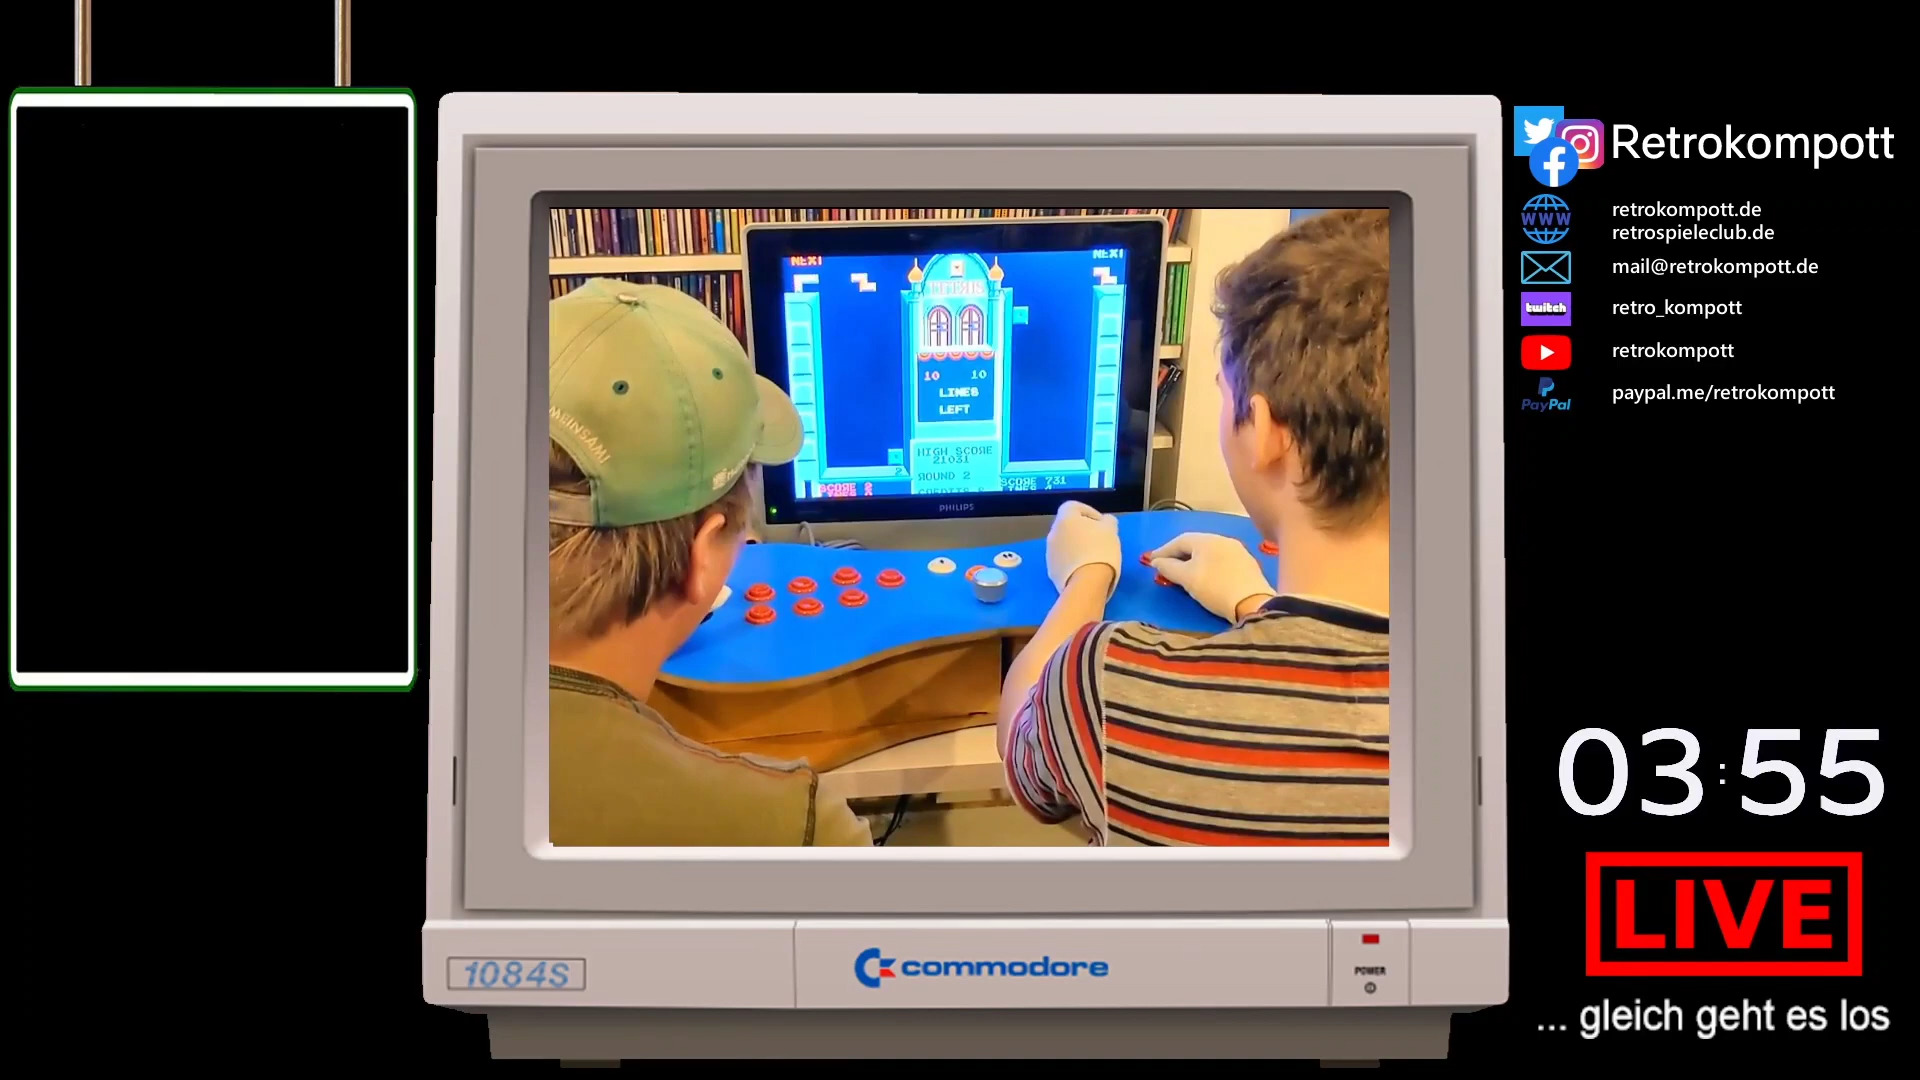 Retrokompott
retrokompott.de
retrospieleclub.de
mail@retrokompott.de
twitch
retro_kompott
retrokompott
PayPal
paypal.me/retrokompott
WWW
NEXT
NEXT
TETRIS
10 10
LINES
LEFT
HIGH SCORE
21031
ROUND 2
SCORE 731
PHILIPS
03:55
LIVE
1084S
commodore
POWER
... gleich geht es los